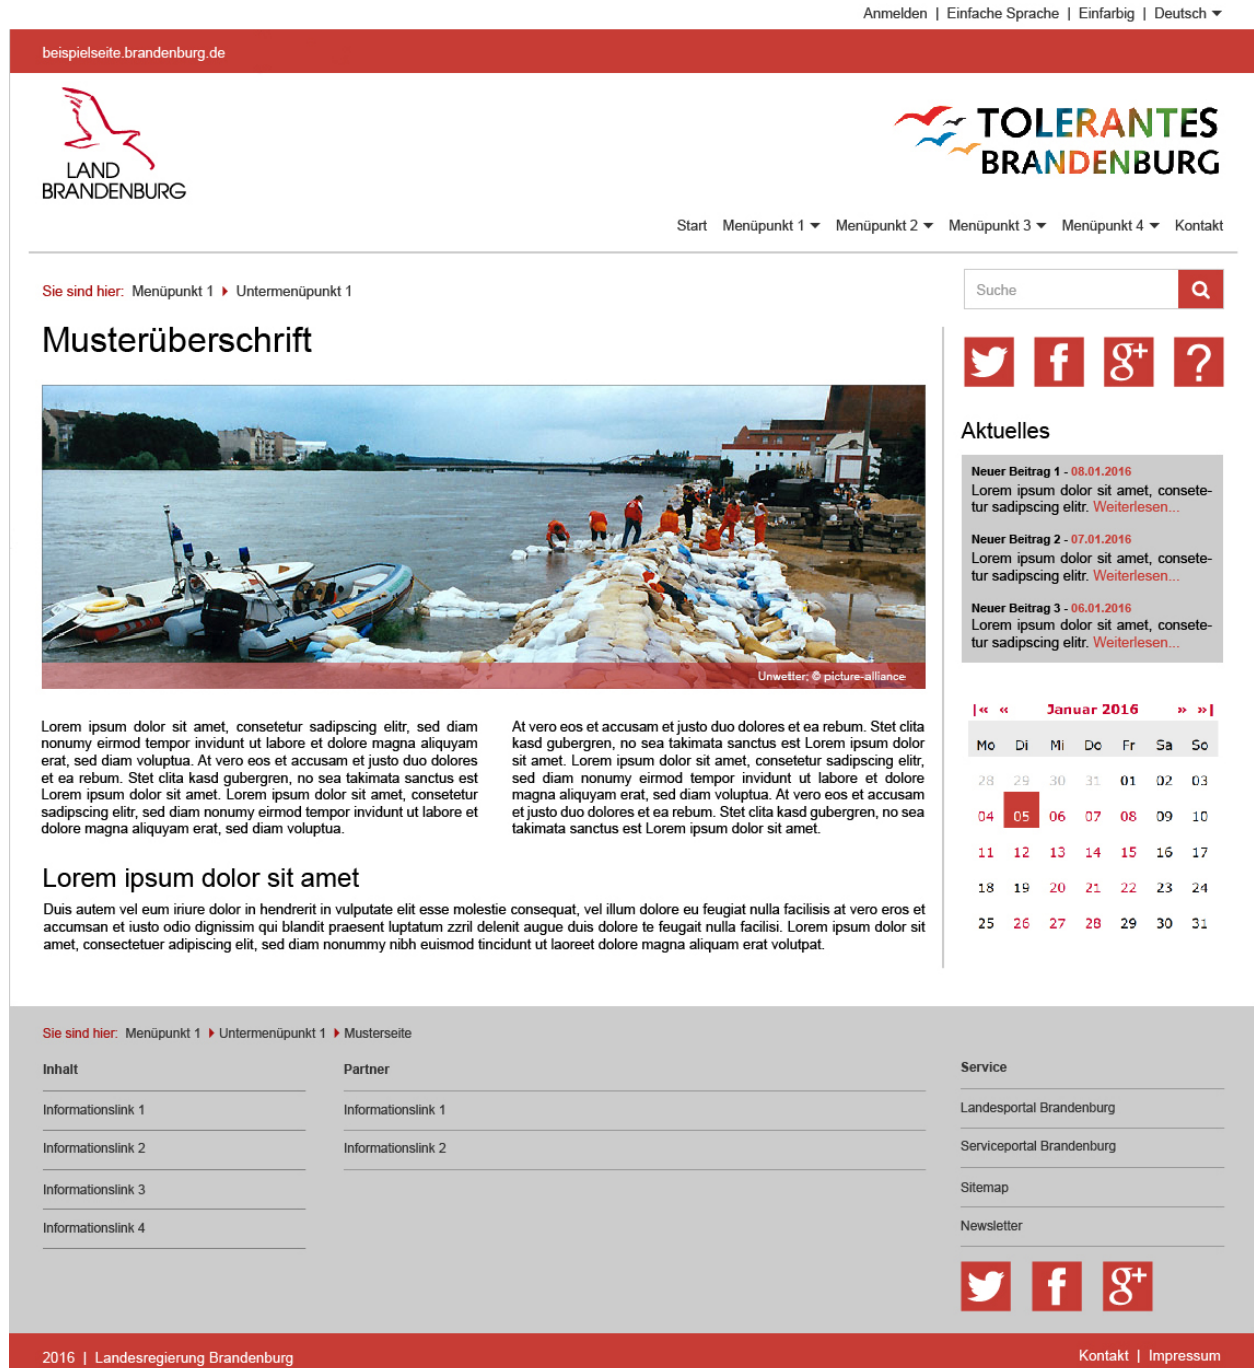 Anmelden | Einfache Sprache | Einfarbig | Deutsch
beispielseite.brandenburg.de
LAND
BRANDENBURG
TOLERANTES
BRANDENBURG
Start Menüpunkt 1 Menüpunkt 2 Menüpunkt 3 Menüpunkt 4 Kontakt
Sie sind hier: Menüpunkt 1 Untermenüpunkt 1
Suche
Musterüberschrift
f g+ ?
Unwetter; © picture-alliance
Lorem ipsum dolor sit amet, consetetur sadipscing elitr, sed diam
nonumy eirmod tempor invidunt ut labore et dolore magna aliquyam
erat, sed diam voluptua. At vero eos et accusam et justo duo dolores
et ea rebum. Stet clita kasd gubergren, no sea takimata sanctus est
Lorem ipsum dolor sit amet. Lorem ipsum dolor sit amet, consetetur
sadipscing elitr, sed diam nonumy eirmod tempor invidunt ut labore et
dolore magna aliquyam erat, sed diam voluptua.
At vero eos et accusam et justo duo dolores et ea rebum. Stet clita
kasd gubergren, no sea takimata sanctus est Lorem ipsum dolor
sit amet. Lorem ipsum dolor sit amet, consetetur sadipscing elitr,
sed diam nonumy eirmod tempor invidunt ut labore et dolore
magna aliquyam erat, sed diam voluptua. At vero eos et accusam
et justo duo dolores et ea rebum. Stet clita kasd gubergren, no sea
takimata sanctus est Lorem ipsum dolor sit amet.
Lorem ipsum dolor sit amet
Duis autem vel eum iriure dolor in hendrerit in vulputate elit esse molestie consequat, vel illum dolore eu feugiat nulla facilisis at vero eros et
accumsan et iusto odio dignissim qui blandit praesent luptatum zzril delenit augue duis dolore te feugait nulla facilisi. Lorem ipsum dolor sit
amet, consectetuer adipiscing elit, sed diam nonummy nibh euismod tincidunt ut laoreet dolore magna aliquam erat volutpat.
Aktuelles
Neuer Beitrag 1 - 08.01.2016
Lorem ipsum dolor sit amet, consete-
tur sadipscing elitr. Weiterlesen...
Neuer Beitrag 2 - 07.01.2016
Lorem ipsum dolor sit amet, consete-
tur sadipscing elitr. Weiterlesen...
Neuer Beitrag 3 - 06.01.2016
Lorem ipsum dolor sit amet, consete-
tur sadipscing elitr. Weiterlesen...
|« « Januar 2016 » »|
Mo Di Mi Do Fr Sa So
28 29 30 31 01 02 03
04 05 06 07 08 09 10
11 12 13 14 15 16 17
18 19 20 21 22 23 24
25 26 27 28 29 30 31
Sie sind hier: Menüpunkt 1 Untermenüpunkt 1 Musterseite
Inhalt
Informationslink 1
Informationslink 2
Informationslink 3
Informationslink 4
Partner
Informationslink 1
Informationslink 2
Service
Landesportal Brandenburg
Serviceportal Brandenburg
Sitemap
Newsletter
f g+
2016 | Landesregierung Brandenburg
Kontakt | Impressum